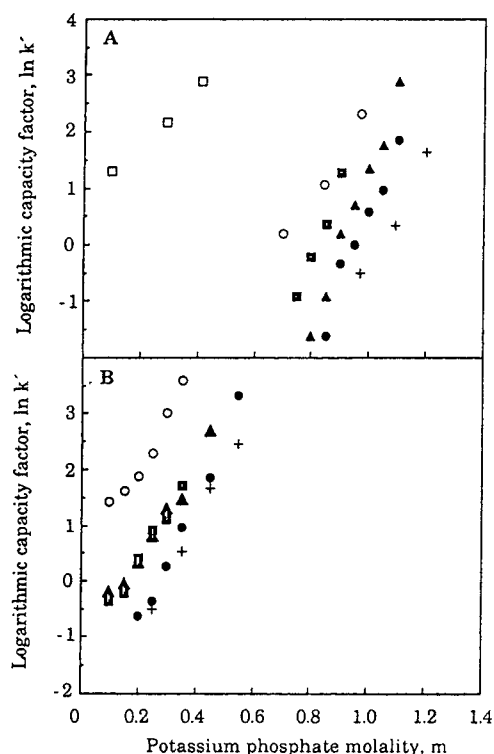 A
4
3
2
1
0
-1
Logarithmic capacity factor, ln k´
B
3
2
1
0
-1
-2
Logarithmic capacity factor, ln k´
0 0.2 0.4 0.6 0.8 1.0 1.2 1.4
Potassium phosphate molality, m